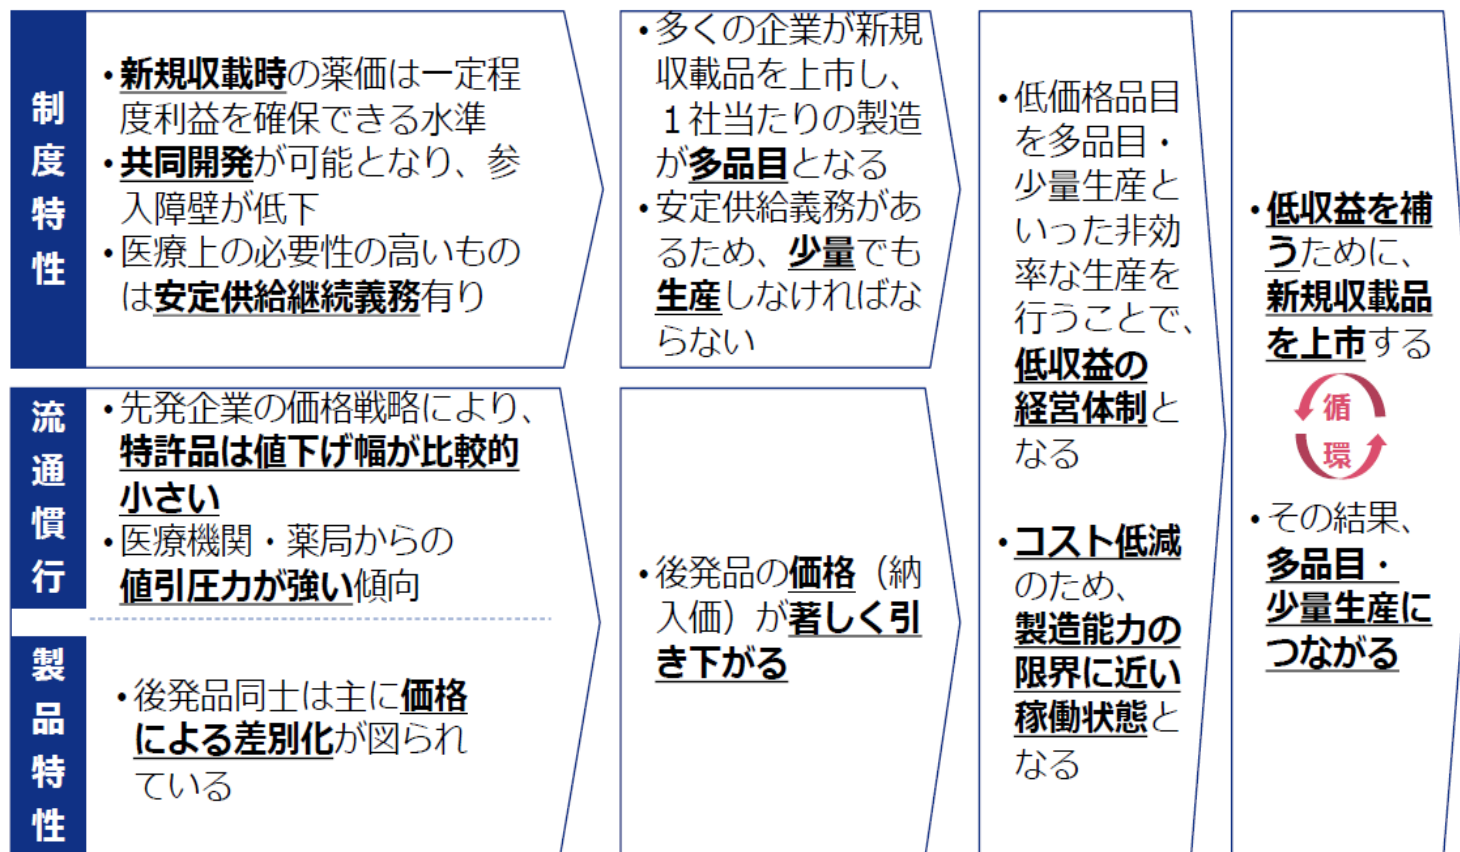 制度特性
・新規収載時の薬価は一定程
度利益を確保できる水準
・共同開発が可能となり、参
入障壁が低下
・医療上の必要性の高いもの
は安定供給継続義務有り
流通慣行
・先発企業の価格戦略により、
特許品は値下げ幅が比較的
小さい
・医療機関・薬局からの
値引圧力が強い傾向
製品特性
・後発品同士は主に価格
による差別化が図られ
ている
・多くの企業が新規
収載品を上市し、
１社当たりの製造
が多品目となる
・安定供給義務があ
るため、少量でも
生産しなければな
らない
・後発品の価格（納
入価）が著しく引
き下がる
・低価格品目
を多品目・
少量生産と
いった非効
率な生産を
行うことで、
低収益の
経営体制と
なる
・コスト低減
のため、
製造能力の
限界に近い
稼働状態と
なる
・低収益を補
うために、
新規収載品
を上市する
循
環
・その結果、
多品目・
少量生産に
つながる